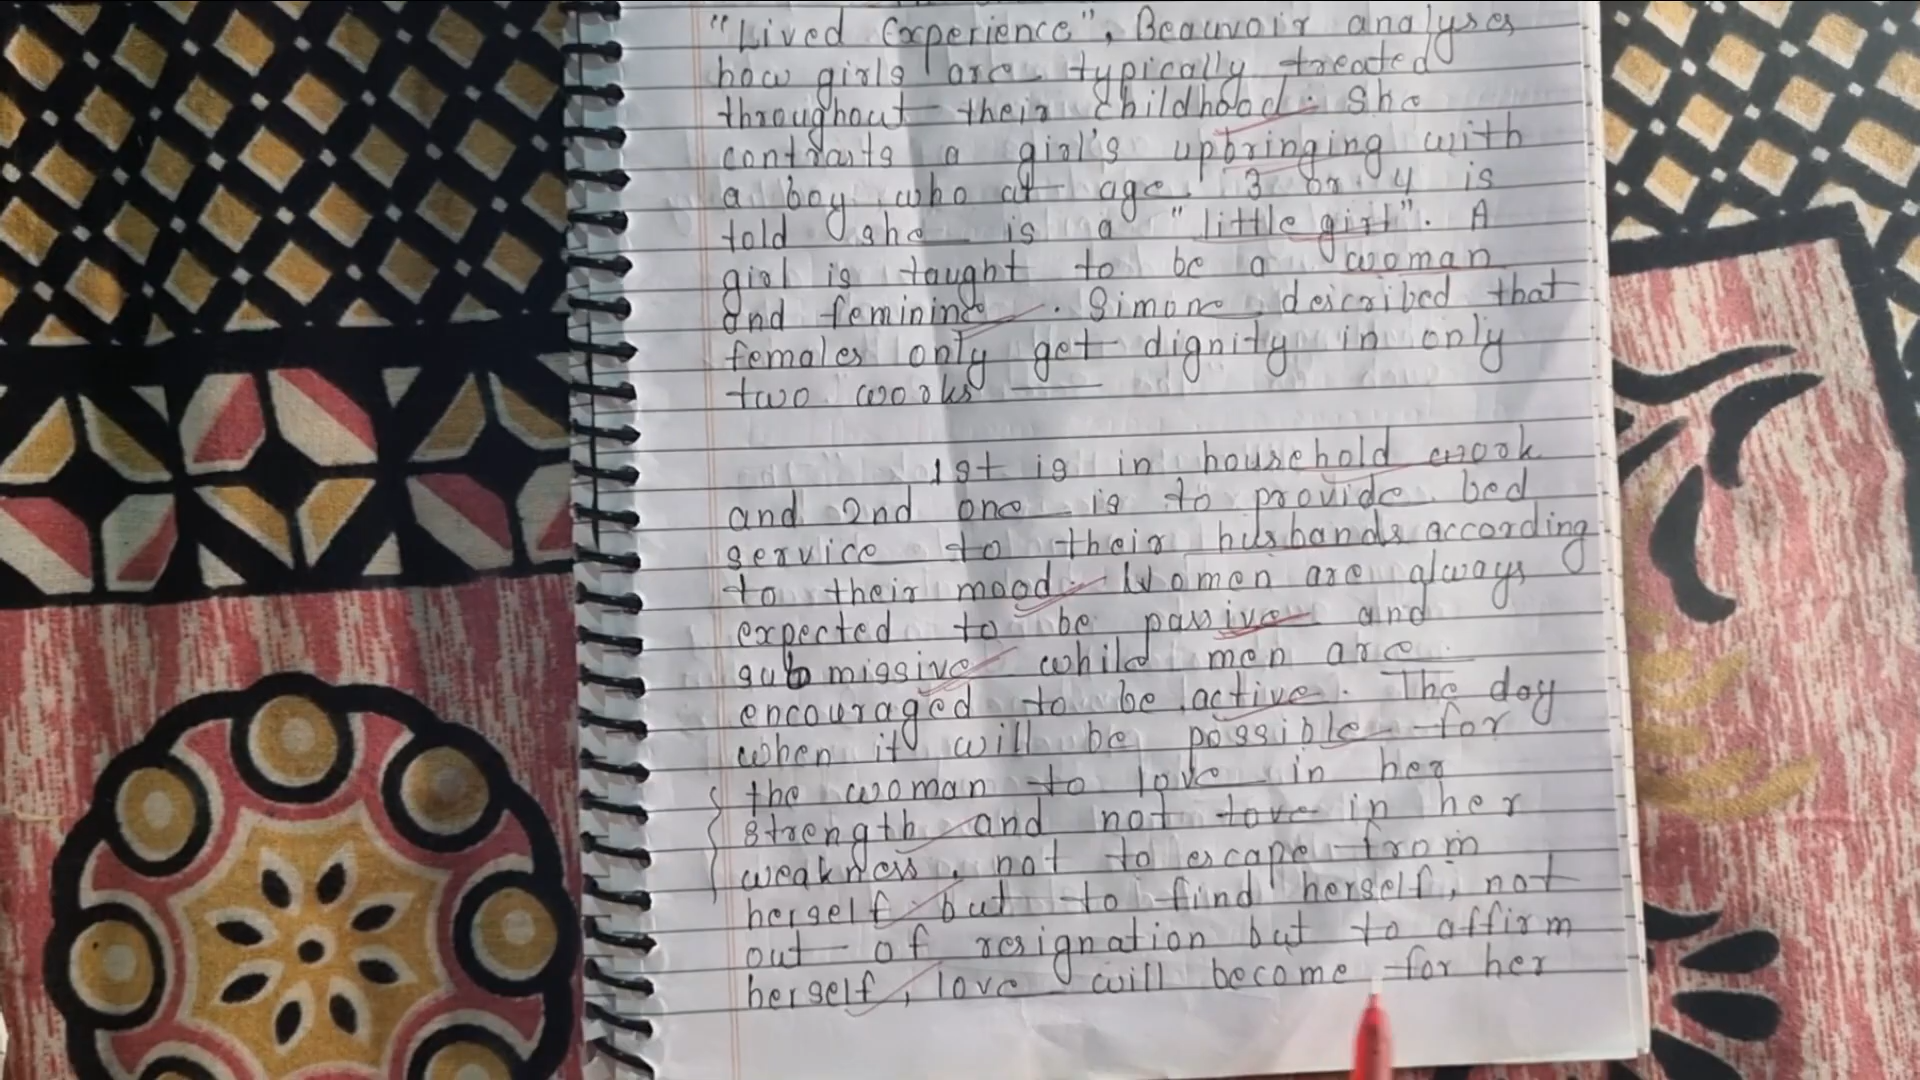 "Lived Experience", Beauvoir analyses
how girls are typically treated
throughout their childhood. She
contrasts a girl's upbringing with
a boy, who at age 3 or 4 is
told she is a "little girl". A
girl is taught to be a woman
and feminine. Simone described that
females only get dignity in only
two works ——
1st is in household work
and 2nd one is to provide bed
service to their husbands according
to their mood. Women are always
expected to be passive and
submissive whild men are
encouraged to be active. The day
when it will be possible for
the woman to love in her
strength and not love in her
weakness, not to escape from
herself but to find herself, not
out of resignation but to affirm
herself, love will become for her